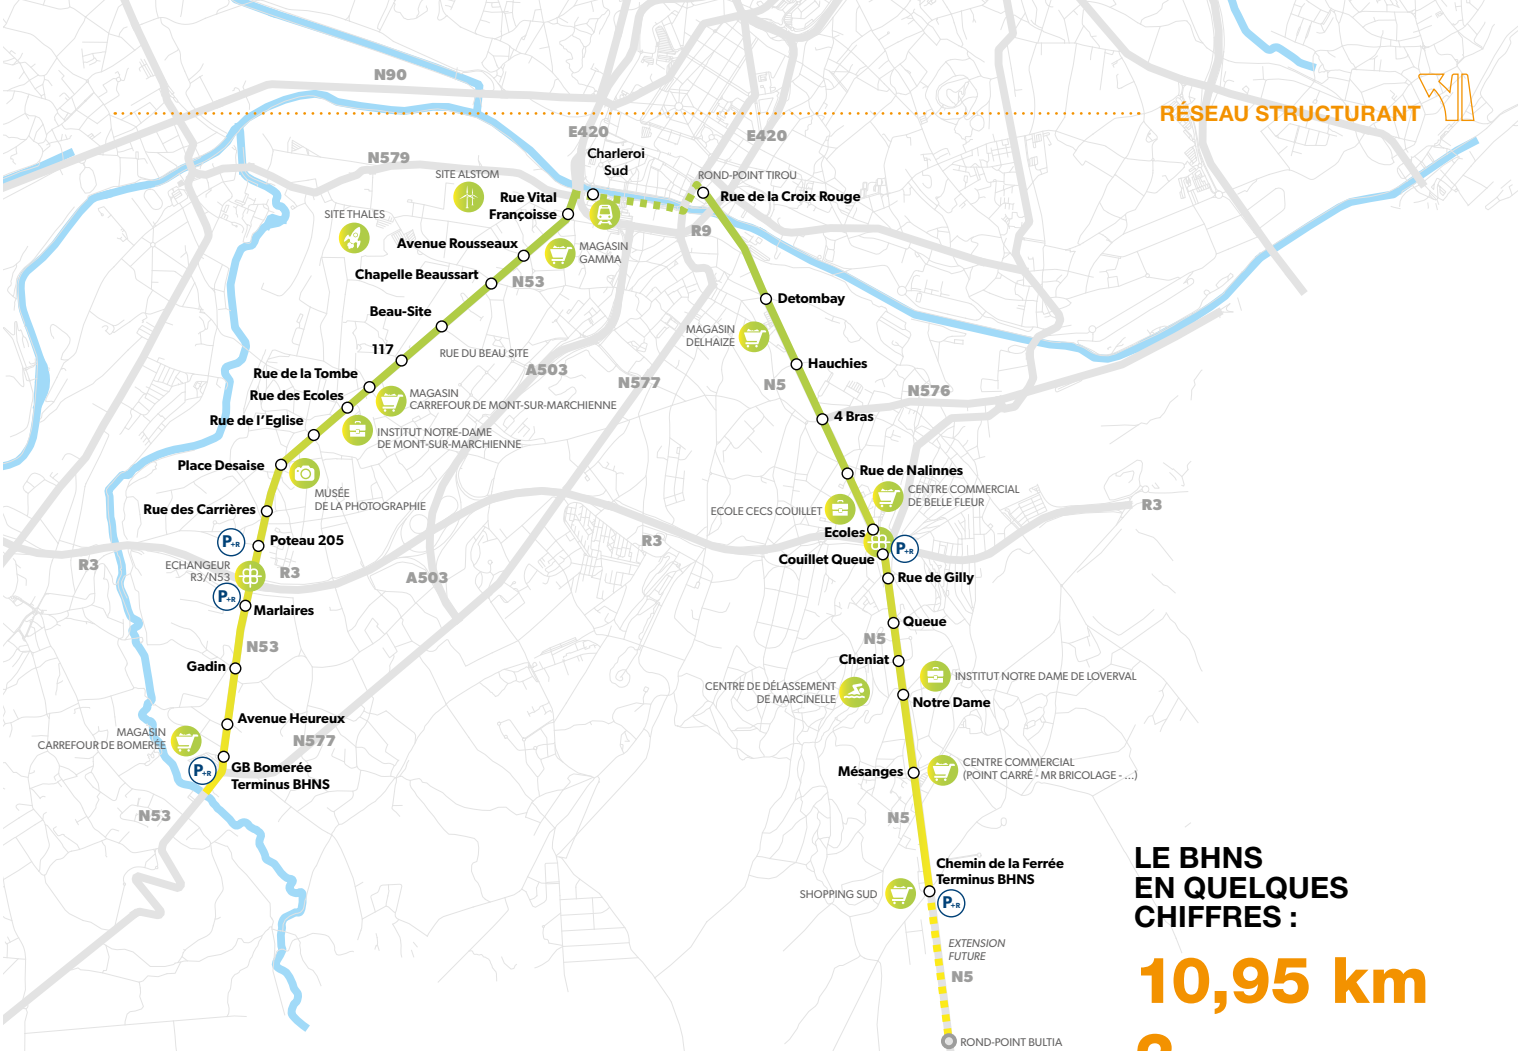 N90
RÉSEAU STRUCTURANT
E420
E420
N579
Charleroi
Sud
SITE ALSTOM
ROND-POINT TIROU
Rue Vital
Françoisse
Rue de la Croix Rouge
SITE THALES
R9
Avenue Rousseaux
MAGASIN
GAMMA
Chapelle Beaussart
N53
Detombay
Beau-Site
MAGASIN
DELHAIZE
117
RUE DU BEAU SITE
Hauchies
Rue de la Tombe
A503
N577
N5
N576
Rue des Ecoles
MAGASIN
CARREFOUR DE MONT-SUR-MARCHIENNE
Rue de l'Eglise
4 Bras
INSTITUT NOTRE-DAME
DE MONT-SUR-MARCHIENNE
Place Desaise
Rue de Nalinnes
MUSÉE
DE LA PHOTOGRAPHIE
CENTRE COMMERCIAL
DE BELLE FLEUR
Rue des Carrières
ECOLE CECS COUILLET
R3
Ecoles
P+R
Poteau 205
R3
P+R
Couillet Queue
R3
ECHANGEUR
R3/N53
R3
A503
Rue de Gilly
P+R
Marlaires
Queue
N53
N5
Gadin
Cheniat
INSTITUT NOTRE DAME DE LOVERVAL
CENTRE DE DÉLASSEMENT
DE MARCINELLE
Notre Dame
Avenue Heureux
MAGASIN
CARREFOUR DE BOMERÉE
N577
P+R
GB Bomerée
Terminus BHNS
Mésanges
CENTRE COMMERCIAL
(POINT CARRÉ - MR BRICOLAGE - ...)
N53
N5
Chemin de la Ferrée
Terminus BHNS
SHOPPING SUD
P+R
EXTENSION
FUTURE
N5
ROND-POINT BULTIA
LE BHNS
EN QUELQUES
CHIFFRES :
10,95 km